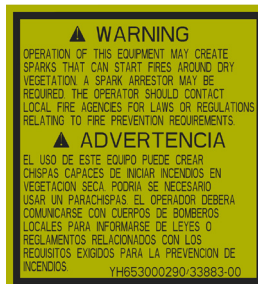 WARNING
OPERATION OF THIS EQUIPMENT MAY CREATE
SPARKS THAT CAN START FIRES AROUND DRY
VEGETATION. A SPARK ARRESTOR MAY BE
REQUIRED. THE OPERATOR SHOULD CONTACT
LOCAL FIRE AGENCIES FOR LAWS OR REGULATIONS
RELATING TO FIRE PREVENTION REQUIREMENTS.
ADVERTENCIA
EL USO DE ESTE EQUIPO PUEDE CREAR
CHISPAS CAPACES DE INICIAR INCENDIOS EN
VEGETACION SECA. PODRIA SE NECESARIO
USAR UN PARACHISPAS. EL OPERADOR DEBERA
COMUNICARSE CON CUERPOS DE BOMBEROS
LOCALES PARA INFORMARSE DE LEYES O
REGLAMENTOS RELACIONADOS CON LOS
REQUISITOS EXIGIDOS PARA LA PREVENCION DE
INCENDIOS.
YH653000290/33883-00